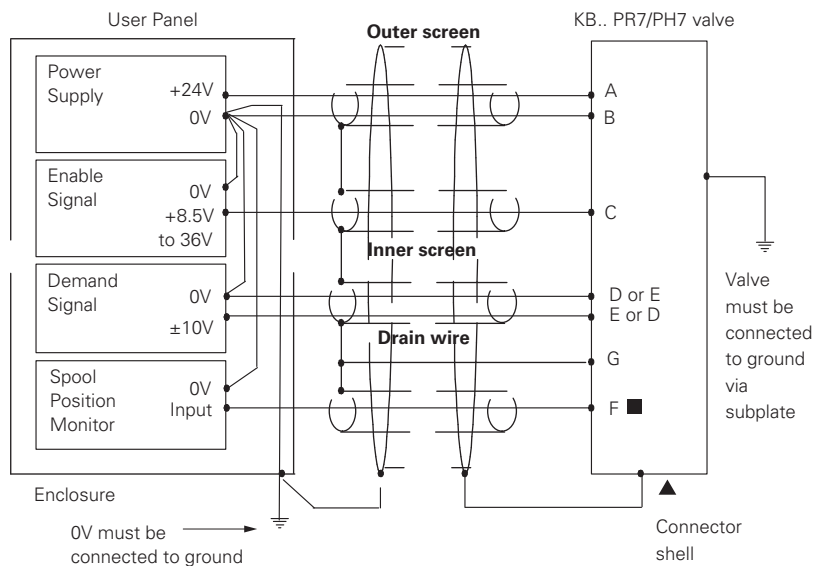 User Panel
Outer screen
KB.. PR7/PH7 valve
Power
Supply
+24V
0V
A
B
Enable
Signal
0V
+8.5V
to 36V
C
Inner screen
Demand
Signal
0V
±10V
D or E
E or D
Drain wire
G
Spool
Position
Monitor
0V
Input
F ■
Valve
must be
connected
to ground
via
subplate
Enclosure
0V must be
connected to ground
▲
Connector
shell